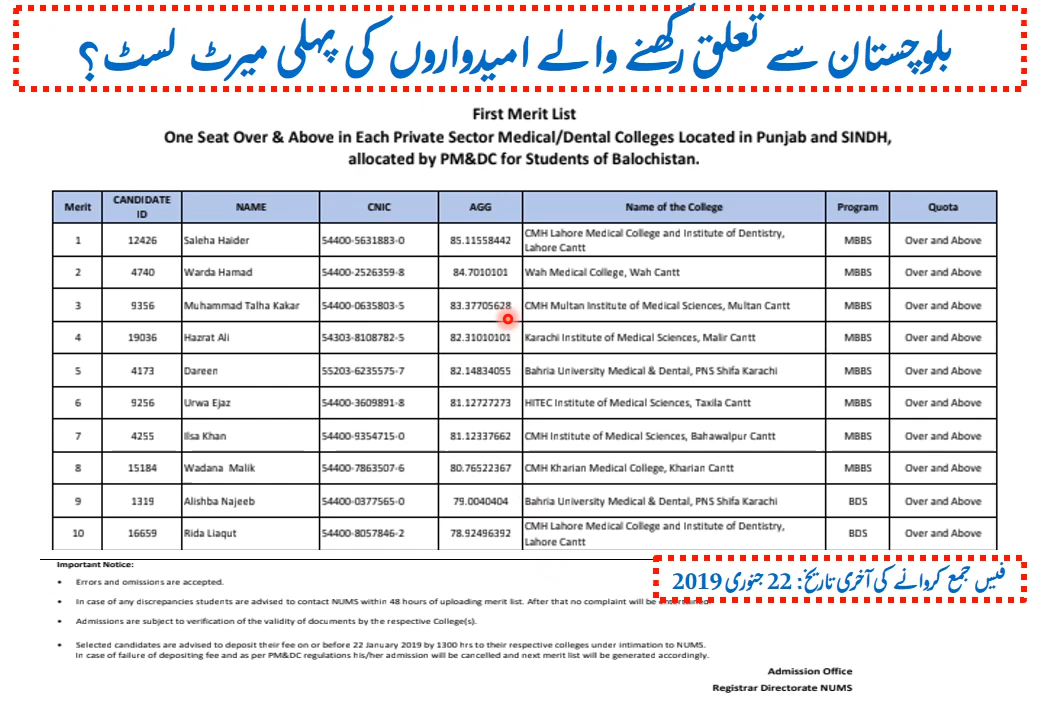 بلوچستان سے تعلق رکھنے والے امیدواروں کی پہلی میرٹ لسٹ؟
First Merit List
One Seat Over & Above in Each Private Sector Medical/Dental Colleges Located in Punjab and SINDH,
allocated by PM&DC for Students of Balochistan.
Merit CANDIDATE ID NAME CNIC AGG Name of the College Program Quota
1 12426 Saleha Haider 54400-5631883-0 85.11558442 CMH Lahore Medical College and Institute of Dentistry, Lahore Cantt MBBS Over and Above
2 4740 Warda Hamad 54400-2526359-8 84.7010101 Wah Medical College, Wah Cantt MBBS Over and Above
3 9356 Muhammad Talha Kakar 54400-0635803-5 83.37705628 CMH Multan Institute of Medical Sciences, Multan Cantt MBBS Over and Above
4 19036 Hazrat Ali 54303-8108782-5 82.31010101 Karachi Institute of Medical Sciences, Malir Cantt MBBS Over and Above
5 4173 Dareen 55203-6235575-7 82.14834055 Bahria University Medical & Dental, PNS Shifa Karachi MBBS Over and Above
6 9256 Urwa Ejaz 54400-3609891-8 81.12727273 HITEC Institute of Medical Sciences, Taxila Cantt MBBS Over and Above
7 4255 Ilsa Khan 54400-9354715-0 81.12337662 CMH Institute of Medical Sciences, Bahawalpur Cantt MBBS Over and Above
8 15184 Wadana Malik 54400-7863507-6 80.76522367 CMH Kharian Medical College, Kharian Cantt MBBS Over and Above
9 1319 Alishba Najeeb 54400-0377565-0 79.0040404 Bahria University Medical & Dental, PNS Shifa Karachi BDS Over and Above
10 16659 Rida Liaqut 54400-8057846-2 78.92496392 CMH Lahore Medical College and Institute of Dentistry, Lahore Cantt BDS Over and Above
Important Notice:
فیس جمع کروانے کی آخری تاریخ: 22 جنوری 2019
• Errors and omissions are accepted.
• In case of any discrepancies students are advised to contact NUMS within 48 hours of uploading merit list. After that no complaint will be entertained.
• Admissions are subject to verification of the validity of documents by the respective College(s).
• Selected candidates are advised to deposit their fee on or before 22 January 2019 by 1300 hrs to their respective colleges under intimation to NUMS.
In case of failure of depositing fee and as per PM&DC regulations his/her admission will be cancelled and next merit list will be generated accordingly.
Admission Office
Registrar Directorate NUMS